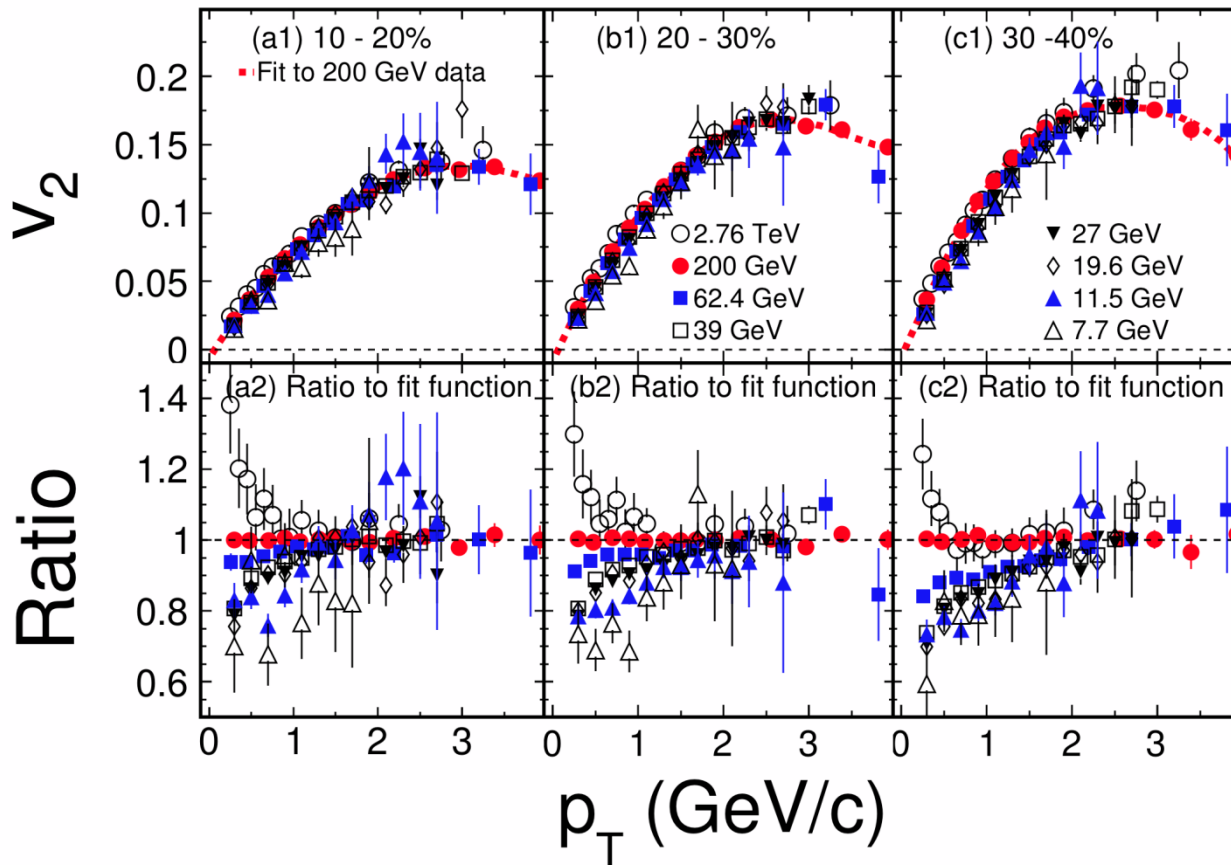 (a1) 10 - 20%
Fit to 200 GeV data
(b1) 20 - 30%
(c1) 30 -40%
v2
0.2
0.15
0.1
0.05
0
2.76 TeV
200 GeV
62.4 GeV
39 GeV
27 GeV
19.6 GeV
11.5 GeV
7.7 GeV
(a2) Ratio to fit function
(b2) Ratio to fit function
(c2) Ratio to fit function
Ratio
1.4
1.2
1
0.8
0.6
0 1 2 3
0 1 2 3
0 1 2 3
pT (GeV/c)